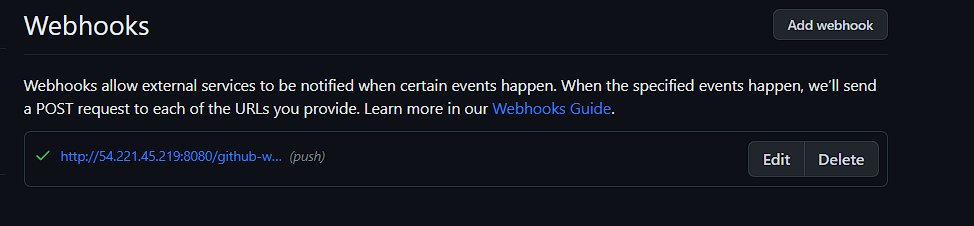 Webhooks
Add webhook
Webhooks allow external services to be notified when certain events happen. When the specified events happen, we’ll send
a POST request to each of the URLs you provide. Learn more in our Webhooks Guide.
http://54.221.45.219:8080/github-w... (push)
Edit
Delete